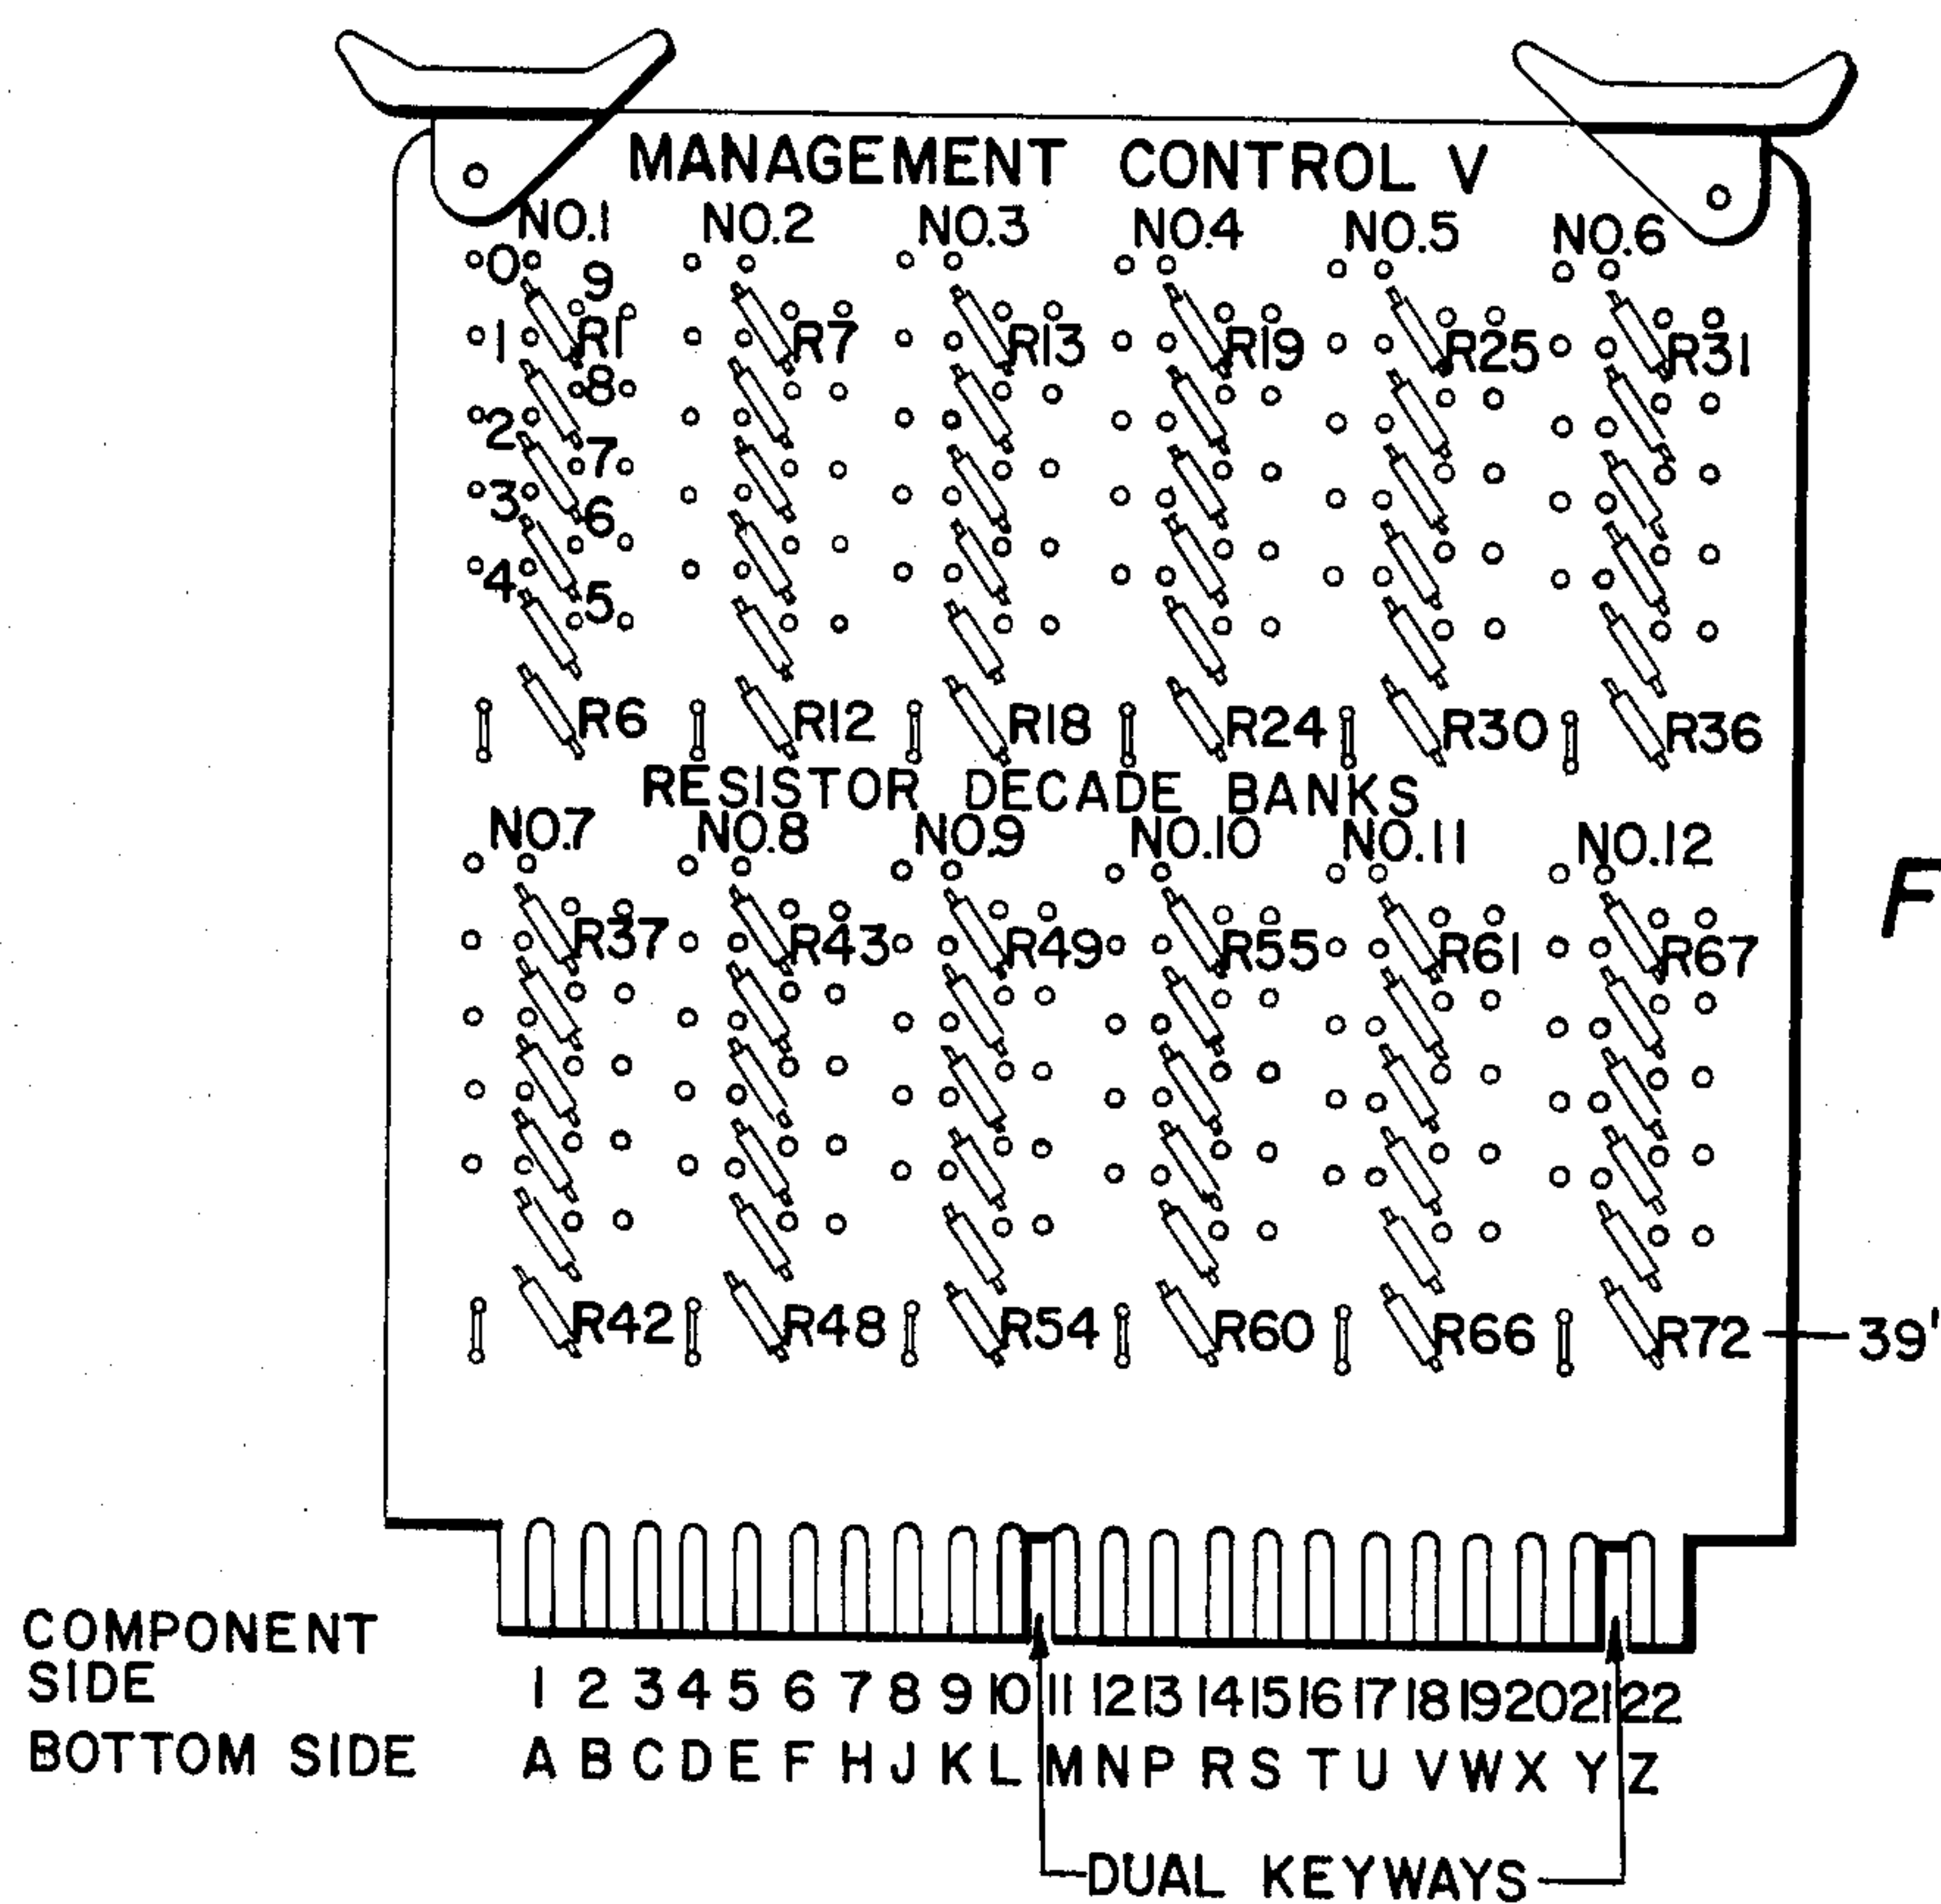 MANAGEMENT CONTROL V
NO.1 NO.2 NO.3 NO.4 NO.5 NO.6
0
9
1 R1 R7 R13 R19 R25 R31
8
2
7
3
6
4
5
R6 R12 R18 R24 R30 R36
RESISTOR DECADE BANKS
NO.7 NO.8 NO.9 NO.10 NO.11 NO.12
F
R37 R43 R49 R55 R61 R67
R42 R48 R54 R60 R66 R72 39'
COMPONENT
SIDE 1 2 3 4 5 6 7 8 9 10 11 12 13 14 15 16 17 18 19 20 21 22
BOTTOM SIDE A B C D E F H J K L M N P R S T U V W X Y Z
DUAL KEYWAYS